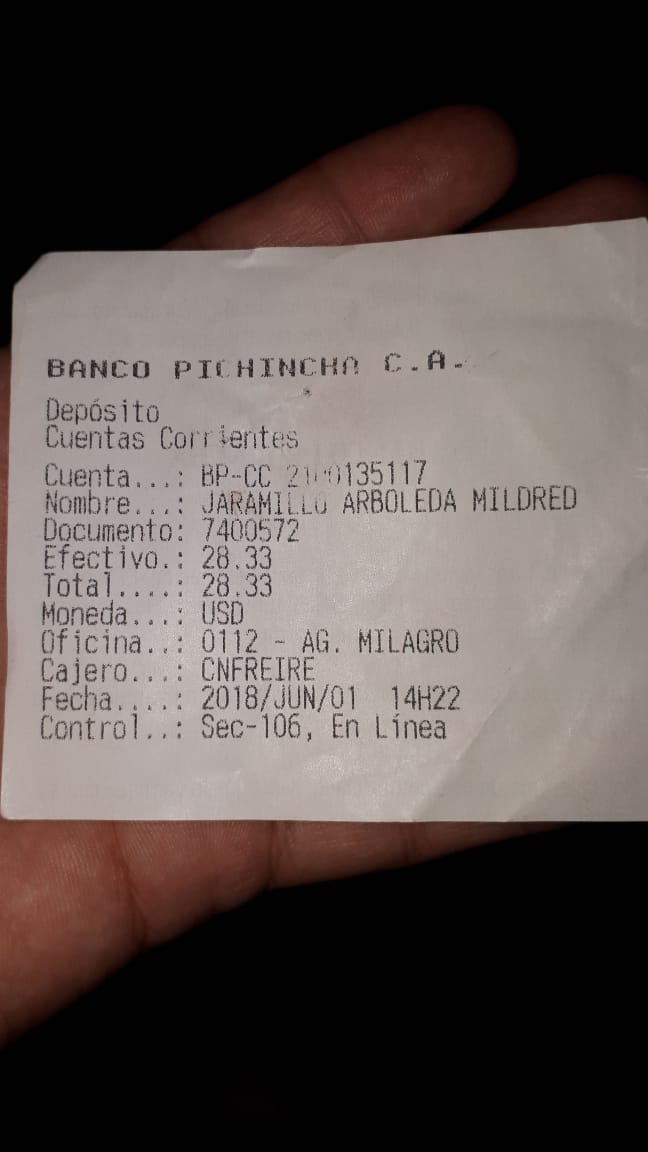 BANCO PICHINCHA C.A.
Depósito
Cuentas Corrientes
Cuenta...: BP-CC
Nombre...: JARAMILLO ARBOLEDA MILDRED
Documento: 7400572
Efectivo.: 28.33
Total....: 28.33
Moneda...: USD
Oficina..: 0112 - AG. MILAGRO
Cajero...: CNFREIRE
Fecha....: 2018/JUN/01 14H22
Control..: Sec-106, En Línea